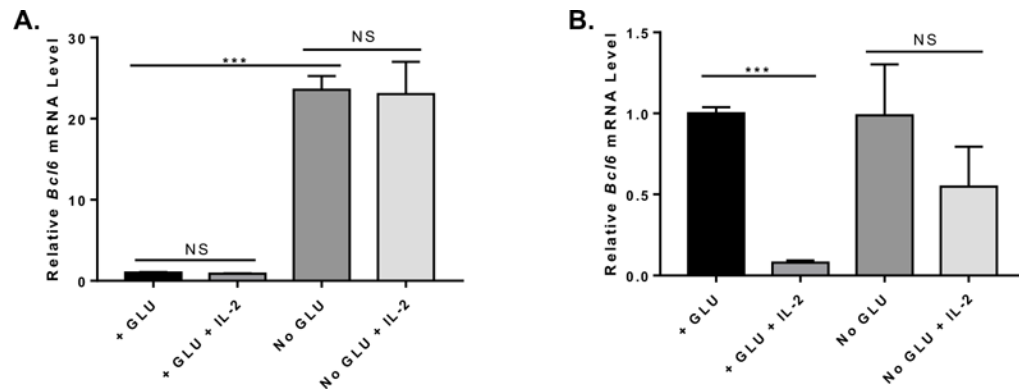 A.
Relative Bcl6 mRNA Level
30
20
10
0
NS
***
NS
+ GLU
+ GLU + IL-2
No GLU
No GLU + IL-2
B.
Relative Bcl6 mRNA Level
1.5
1.0
0.5
0.0
***
NS
+ GLU
+ GLU + IL-2
No GLU
No GLU + IL-2